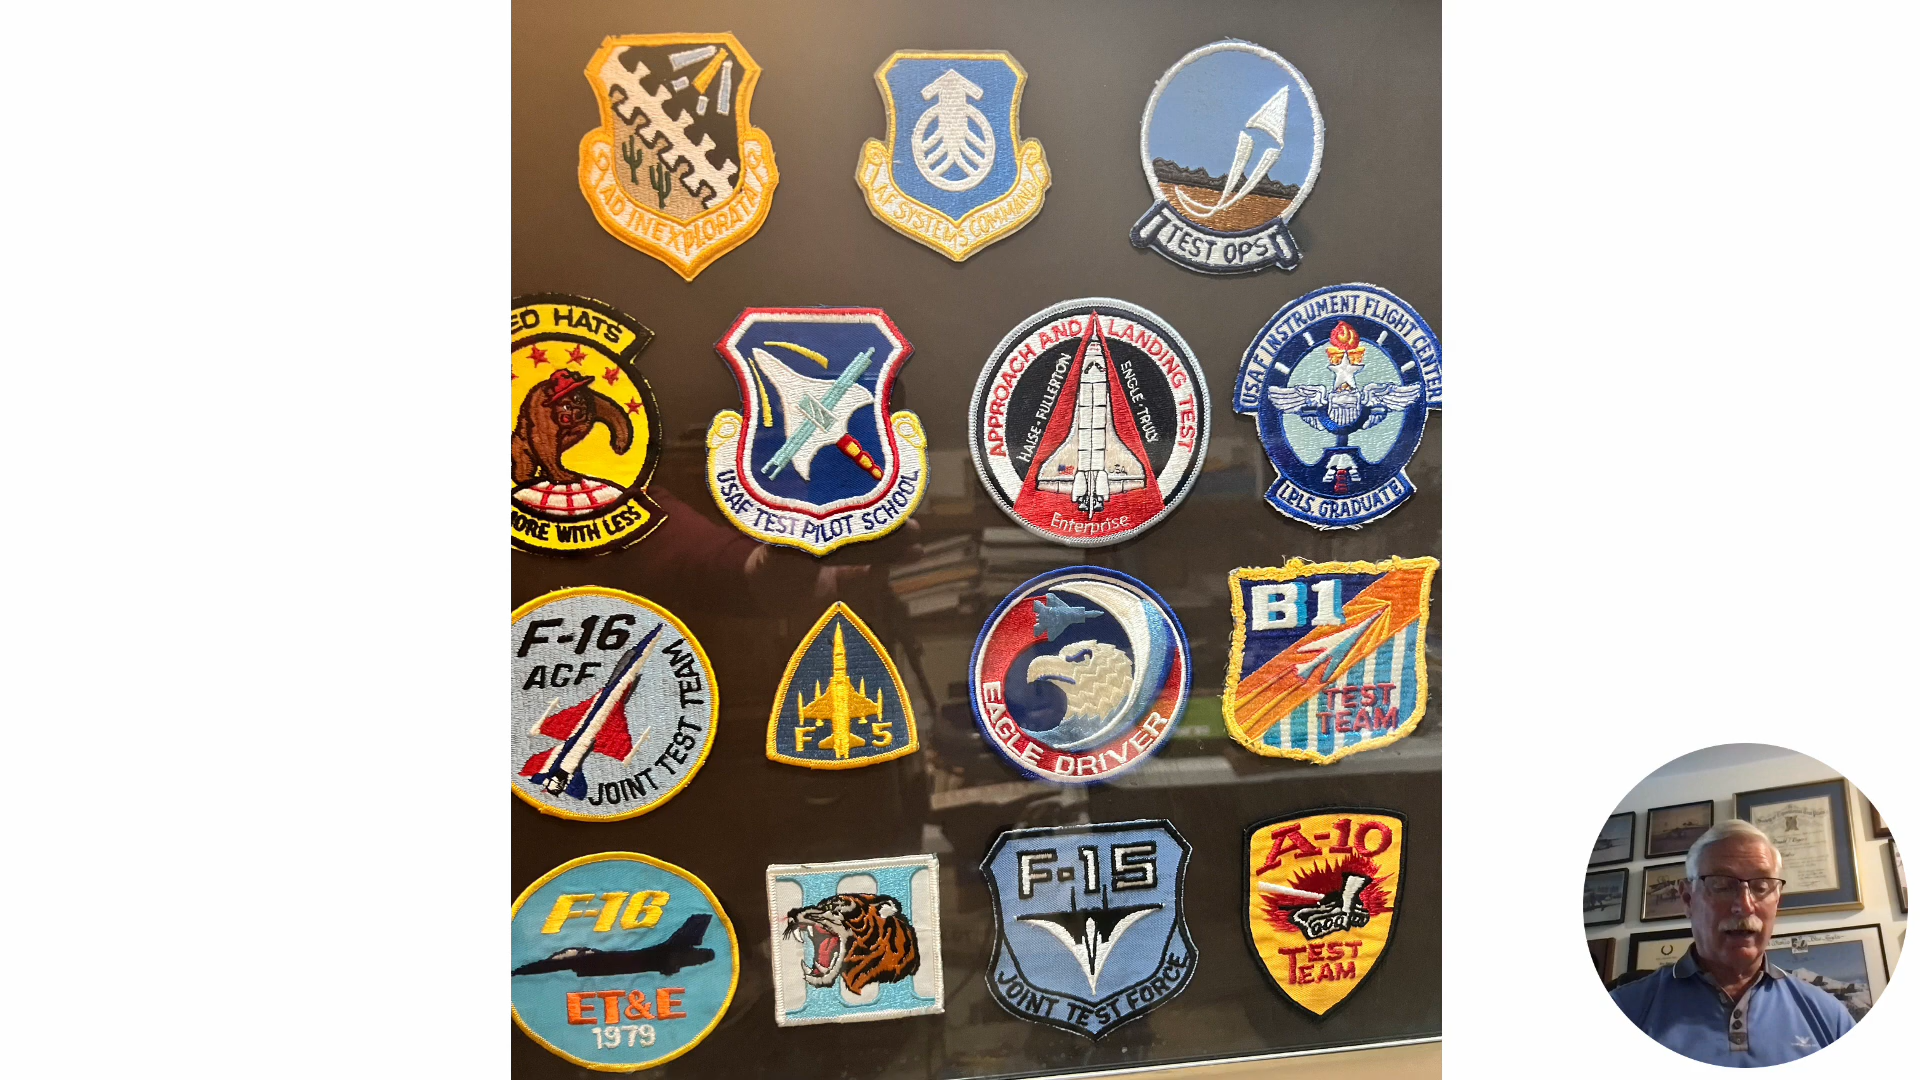 AD INEXPLORATA
AF SYSTEMS COMMAND
TEST OPS
ED HATS
MORE WITH LESS
USAF TEST PILOT SCHOOL
APPROACH AND LANDING TEST
HAISE · FULLERTON
ENGLE · TRULY
USA
Enterprise
USAF INSTRUMENT FLIGHT CENTER
I.P.I.S. GRADUATE
F-16
ACF
JOINT TEST TEAM
F 5
EAGLE DRIVER
B1
TEST
TEAM
F-16
ET&E
1979
F-15
JOINT TEST FORCE
A-10
TEST
TEAM